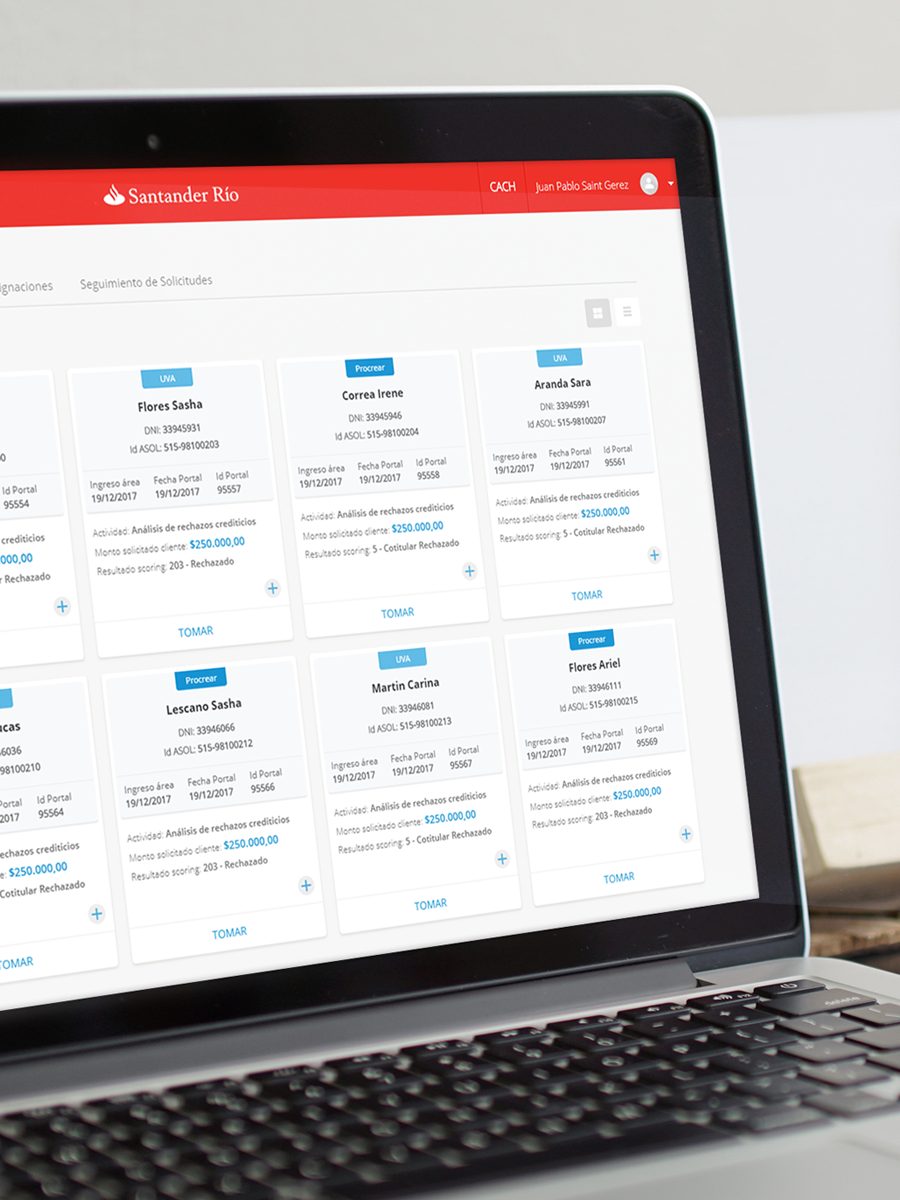 Santander Río
CACH
Juan Pablo Saint Gerez
ignaciones
Seguimiento de Solicitudes
0
Id Portal
95554
crediticios
000,00
r Rechazado
UVA
Flores Sasha
DNI: 33945931
Id ASOL: 515-98100203
Ingreso área Fecha Portal Id Portal
19/12/2017 19/12/2017 95557
Actividad: Análisis de rechazos crediticios
Monto solicitado cliente: $250.000,00
Resultado scoring: 203 - Rechazado
TOMAR
Procrear
Correa Irene
DNI: 33945946
Id ASOL: 515-98100204
Ingreso área Fecha Portal Id Portal
19/12/2017 19/12/2017 95558
Actividad: Análisis de rechazos crediticios
Monto solicitado cliente: $250.000,00
Resultado scoring: 5 - Cotitular Rechazado
TOMAR
UVA
Aranda Sara
DNI: 33945991
Id ASOL: 515-98100207
Ingreso área Fecha Portal Id Portal
19/12/2017 19/12/2017 95561
Actividad: Análisis de rechazos crediticios
Monto solicitado cliente: $250.000,00
Resultado scoring: 5 - Cotitular Rechazado
TOMAR
ucas
46036
98100210
Portal Id Portal
2017 95564
echazos crediticios
e: $250.000,00
Cotitular Rechazado
TOMAR
Procrear
Lescano Sasha
DNI: 33946066
Id ASOL: 515-98100212
Ingreso área Fecha Portal Id Portal
19/12/2017 19/12/2017 95566
Actividad: Análisis de rechazos crediticios
Monto solicitado cliente: $250.000,00
Resultado scoring: 203 - Rechazado
TOMAR
UVA
Martin Carina
DNI: 33946081
Id ASOL: 515-98100213
Ingreso área Fecha Portal Id Portal
19/12/2017 19/12/2017 95567
Actividad: Análisis de rechazos crediticios
Monto solicitado cliente: $250.000,00
Resultado scoring: 5 - Cotitular Rechazado
TOMAR
Procrear
Flores Ariel
DNI: 33946111
Id ASOL: 515-98100215
Ingreso área Fecha Portal Id Portal
19/12/2017 19/12/2017 95569
Actividad: Análisis de rechazos crediticios
Monto solicitado cliente: $250.000,00
Resultado scoring: 203 - Rechazado
TOMAR
delete